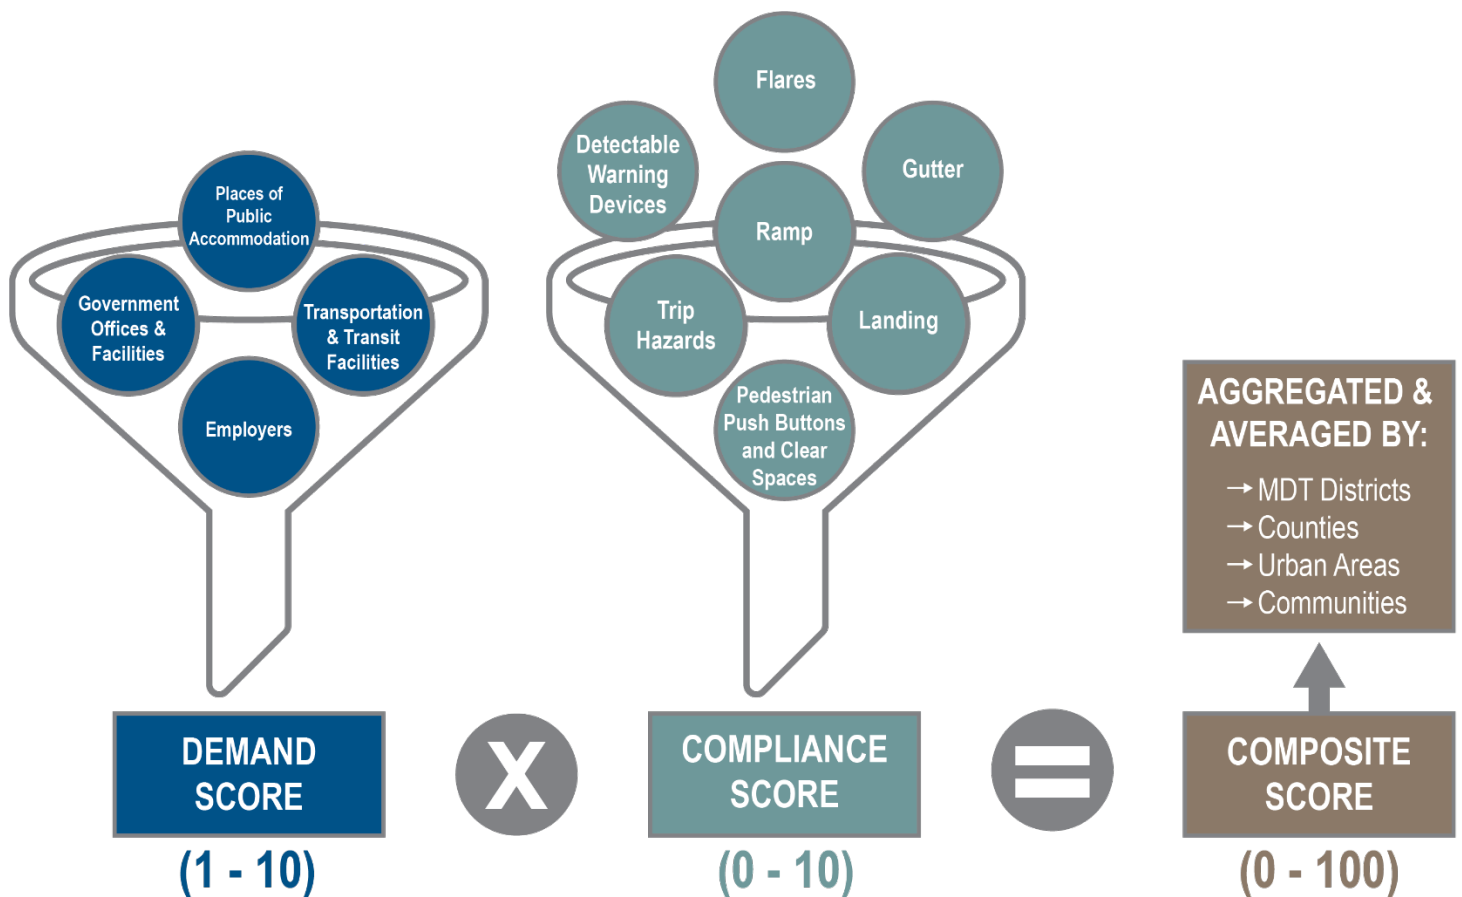 Places of
Public
Accommodation
Government
Offices &
Facilities
Transportation
& Transit
Facilities
Employers
DEMAND
SCORE
(1 - 10)
X
Flares
Detectable
Warning
Devices
Gutter
Ramp
Trip
Hazards
Landing
Pedestrian
Push Buttons
and Clear
Spaces
COMPLIANCE
SCORE
(0 - 10)
=
AGGREGATED &
AVERAGED BY:
→ MDT Districts
→ Counties
→ Urban Areas
→ Communities
COMPOSITE
SCORE
(0 - 100)